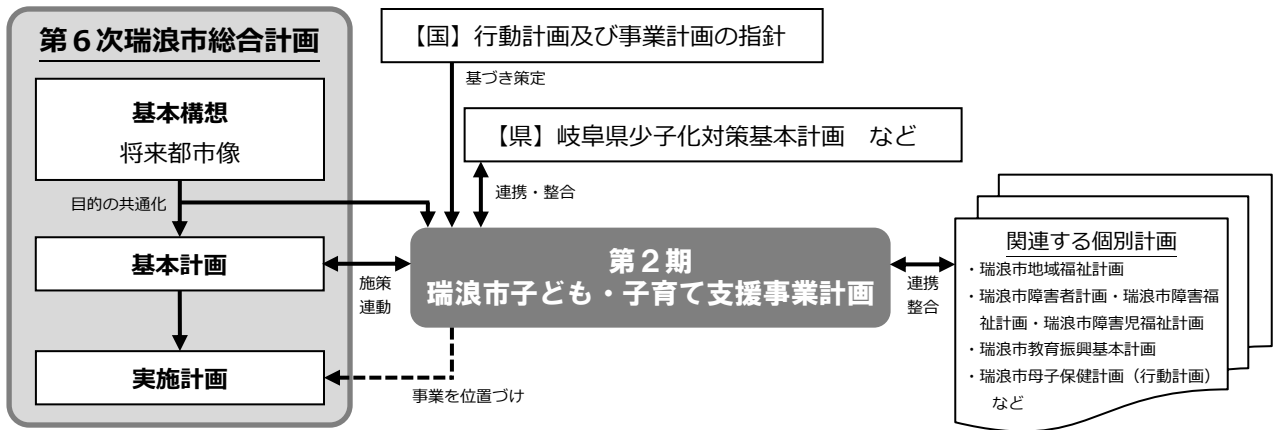 第６次瑞浪市総合計画
基本構想
将来都市像
目的の共通化
基本計画
実施計画
【国】行動計画及び事業計画の指針
基づき策定
【県】岐阜県少子化対策基本計画　など
連携・整合
第２期
瑞浪市子ども・子育て支援事業計画
施策
連動
事業を位置づけ
連携
整合
関連する個別計画
・瑞浪市地域福祉計画
・瑞浪市障害者計画・瑞浪市障害福
祉計画・瑞浪市障害児福祉計画
・瑞浪市教育振興基本計画
・瑞浪市母子保健計画（行動計画）
など